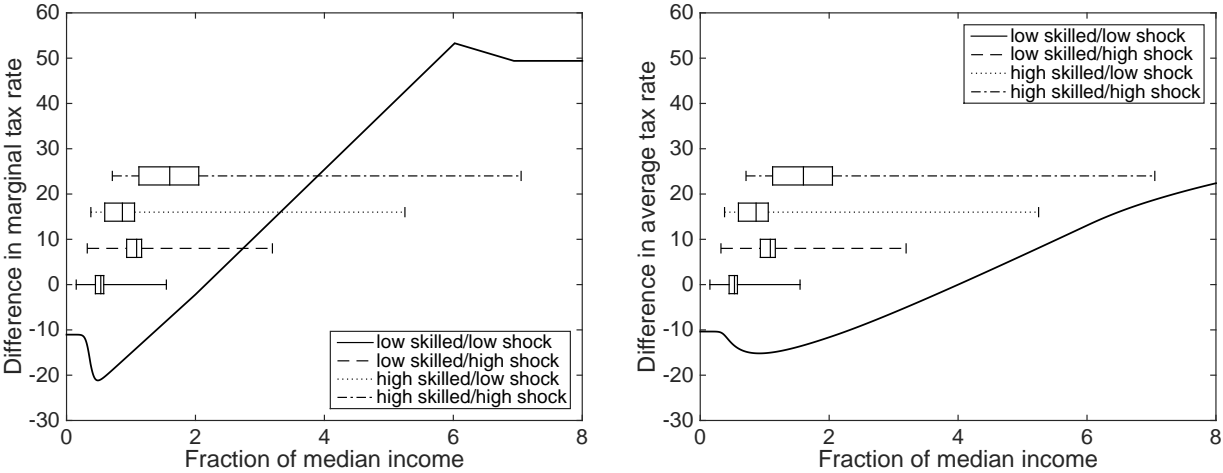 60
50
40
30
20
10
0
-10
-20
-30
Difference in marginal tax rate
low skilled/low shock
low skilled/high shock
high skilled/low shock
high skilled/high shock
0 2 4 6 8
Fraction of median income
60
50
40
30
20
10
0
-10
-20
-30
Difference in average tax rate
low skilled/low shock
low skilled/high shock
high skilled/low shock
high skilled/high shock
0 2 4 6 8
Fraction of median income